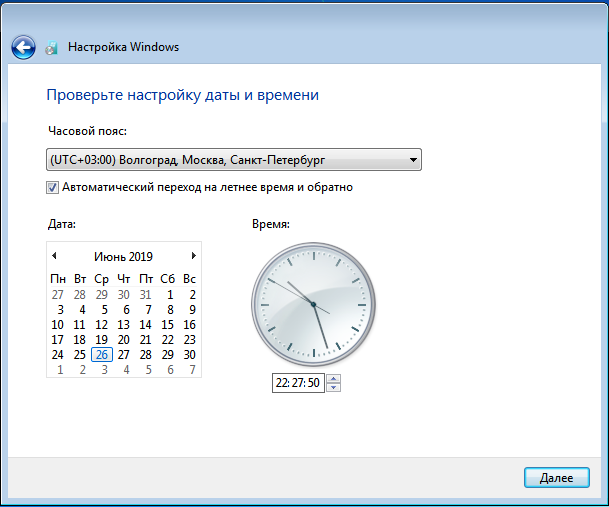 Настройка Windows
Проверьте настройку даты и времени
Часовой пояс:
(UTC+03:00) Волгоград, Москва, Санкт-Петербург
Автоматический переход на летнее время и обратно
Дата:
Время:
Июнь 2019
Пн Вт Ср Чт Пт Сб Вс
27 28 29 30 31 1 2
3 4 5 6 7 8 9
10 11 12 13 14 15 16
17 18 19 20 21 22 23
24 25 26 27 28 29 30
1 2 3 4 5 6 7
22:27:50
Далее